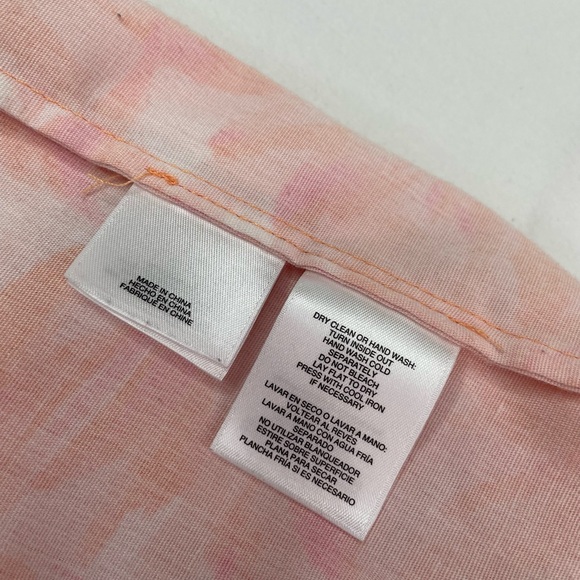 MADE IN CHINA
HECHO EN CHINA
FABRIQUE EN CHINE
DRY CLEAN OR HAND WASH:
TURN INSIDE OUT
HAND WASH COLD
SEPARATELY
DO NOT BLEACH
LAY FLAT TO DRY
PRESS WITH COOL IRON
IF NECESSARY
LAVAR EN SECO O LAVAR A MANO:
VOLTEAR AL REVES
LAVAR A MANO CON AGUA FRÍA
SEPARADO
NO UTILIZAR BLANQUEADOR
ESTIRE SOBRE SUPERFICIE
PLANA PARA SECAR
PLANCHA FRÍA SI ES NECESARIO